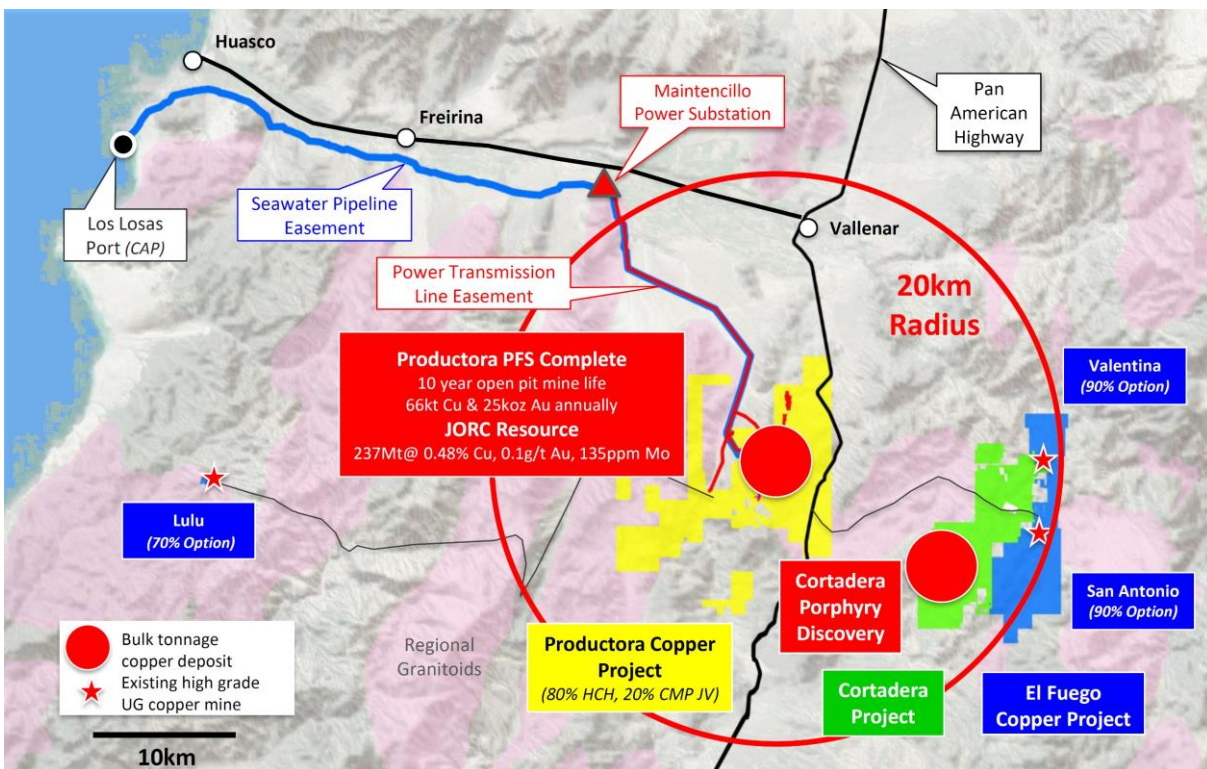 Huasco
Maintencillo
Power Substation
Pan
American
Highway
Freirina
Seawater Pipeline
Easement
Los Losas
Port (CAP)
Vallenar
Power Transmission
Line Easement
20km
Radius
Productora PFS Complete
10 year open pit mine life
66kt Cu & 25koz Au annually
JORC Resource
237Mt@ 0.48% Cu, 0.1g/t Au, 135ppm Mo
Valentina
(90% Option)
Lulu
(70% Option)
Cortadera
Porphyry
Discovery
San Antonio
(90% Option)
Regional
Granitoids
Productora Copper
Project
(80% HCH, 20% CMP JV)
Cortadera
Project
El Fuego
Copper Project
Bulk tonnage
copper deposit
Existing high grade
UG copper mine
10km